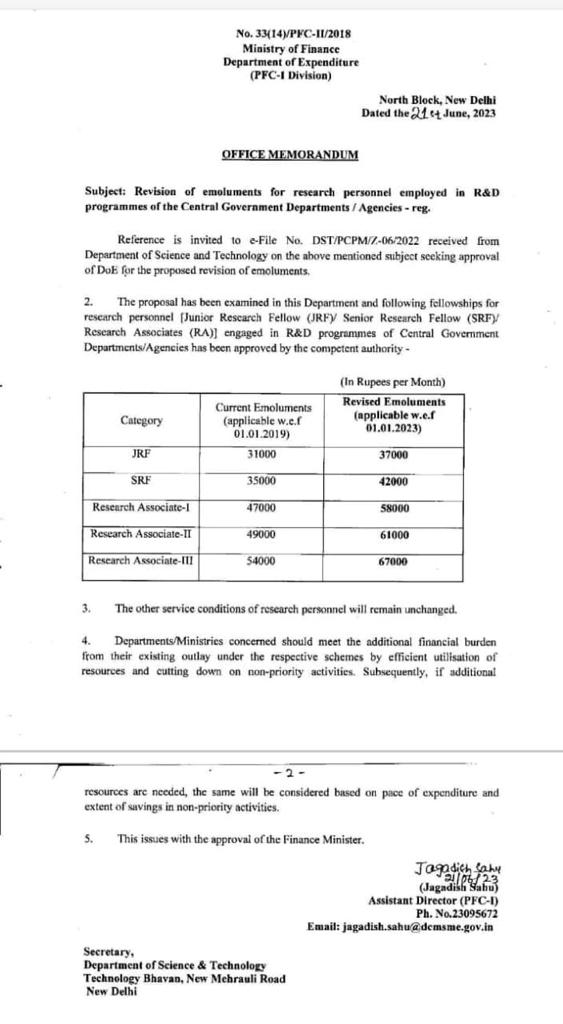 No. 33(14)/PFC-II/2018
Ministry of Finance
Department of Expenditure
(PFC-I Division)
North Block, New Delhi
Dated the 21st June, 2023
OFFICE MEMORANDUM
Subject: Revision of emoluments for research personnel employed in R&D
programmes of the Central Government Departments / Agencies - reg.
Reference is invited to e-File No. DST/PCPM/Z-06/2022 received from
Department of Science and Technology on the above mentioned subject seeking approval
of DoE for the proposed revision of emoluments.
2. The proposal has been examined in this Department and following fellowships for
research personnel [Junior Research Fellow (JRF)/ Senior Research Fellow (SRF)/
Research Associates (RA)] engaged in R&D programmes of Central Government
Departments/Agencies has been approved by the competent authority -
(In Rupees per Month)
Category
Current Emoluments
(applicable w.e.f
01.01.2019)
Revised Emoluments
(applicable w.e.f
01.01.2023)
JRF 31000 37000
SRF 35000 42000
Research Associate-I 47000 58000
Research Associate-II 49000 61000
Research Associate-III 54000 67000
3. The other service conditions of research personnel will remain unchanged.
4. Departments/Ministries concerned should meet the additional financial burden
from their existing outlay under the respective schemes by efficient utilisation of
resources and cutting down on non-priority activities. Subsequently, if additional
-2-
resources are needed, the same will be considered based on pace of expenditure and
extent of savings in non-priority activities.
5. This issues with the approval of the Finance Minister.
Jagadish Sahu
21/06/23
(Jagadish Sahu)
Assistant Director (PFC-I)
Ph. No.23095672
Email: jagadish.sahu@dcmsme.gov.in
Secretary,
Department of Science & Technology
Technology Bhavan, New Mehrauli Road
New Delhi